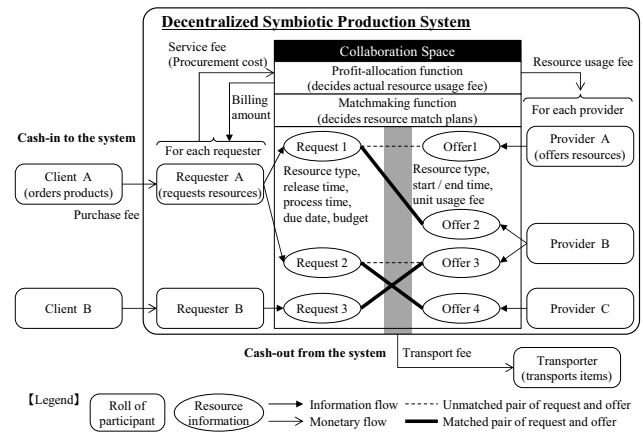 Decentralized Symbiotic Production System
Service fee
(Procurement cost)
Collaboration Space
Resource usage fee
Profit-allocation function
(decides actual resource usage fee)
Billing
amount
Matchmaking function
(decides resource match plans)
For each provider
Cash-in to the system
For each requester
Client A
(orders products)
Purchase fee
Requester A
(requests resources)
Request 1
Resource type,
release time,
process time,
due date, budget
Offer1
Resource type,
start / end time,
unit usage fee
Provider A
(offers resources)
Offer 2
Provider B
Request 2
Offer 3
Client B
Requester B
Request 3
Offer 4
Provider C
Cash-out from the system
Transport fee
Transporter
(transports items)
【Legend】
Roll of
participant
Resource
information
Information flow
Monetary flow
Unmatched pair of request and offer
Matched pair of request and offer